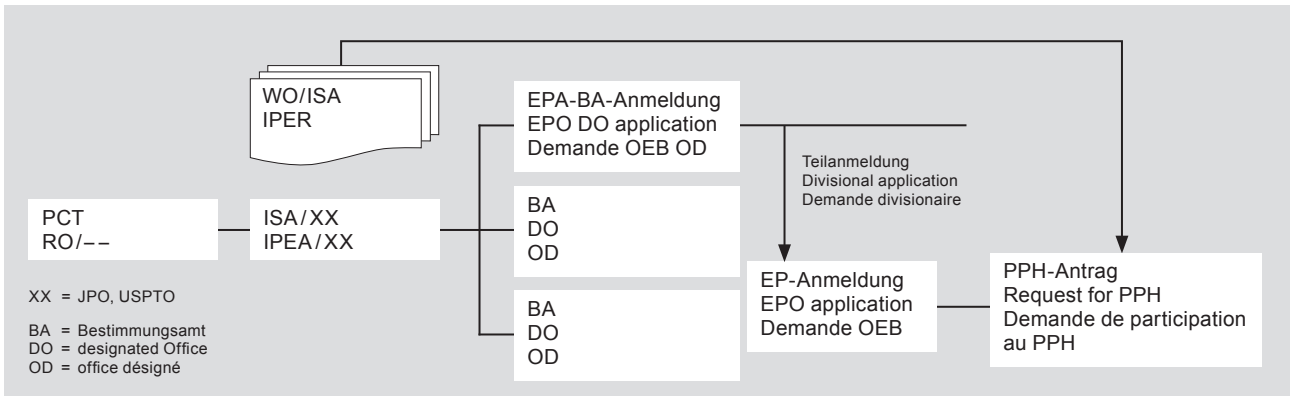 WO/ISA
IPER
EPA-BA-Anmeldung
EPO DO application
Demande OEB OD
Teilanmeldung
Divisional application
Demande divisionaire
PCT
RO/––
ISA/XX
IPEA/XX
BA
DO
OD
EP-Anmeldung
EPO application
Demande OEB
PPH-Antrag
Request for PPH
Demande de participation
au PPH
BA
DO
OD
XX = JPO, USPTO
BA = Bestimmungsamt
DO = designated Office
OD = office désigné